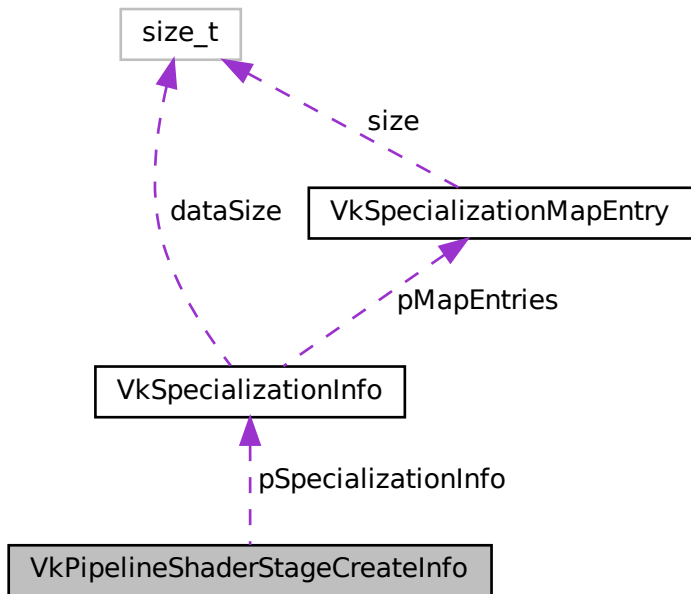 size_t
size
VkSpecializationMapEntry
dataSize
pMapEntries
VkSpecializationInfo
pSpecializationInfo
VkPipelineShaderStageCreateInfo